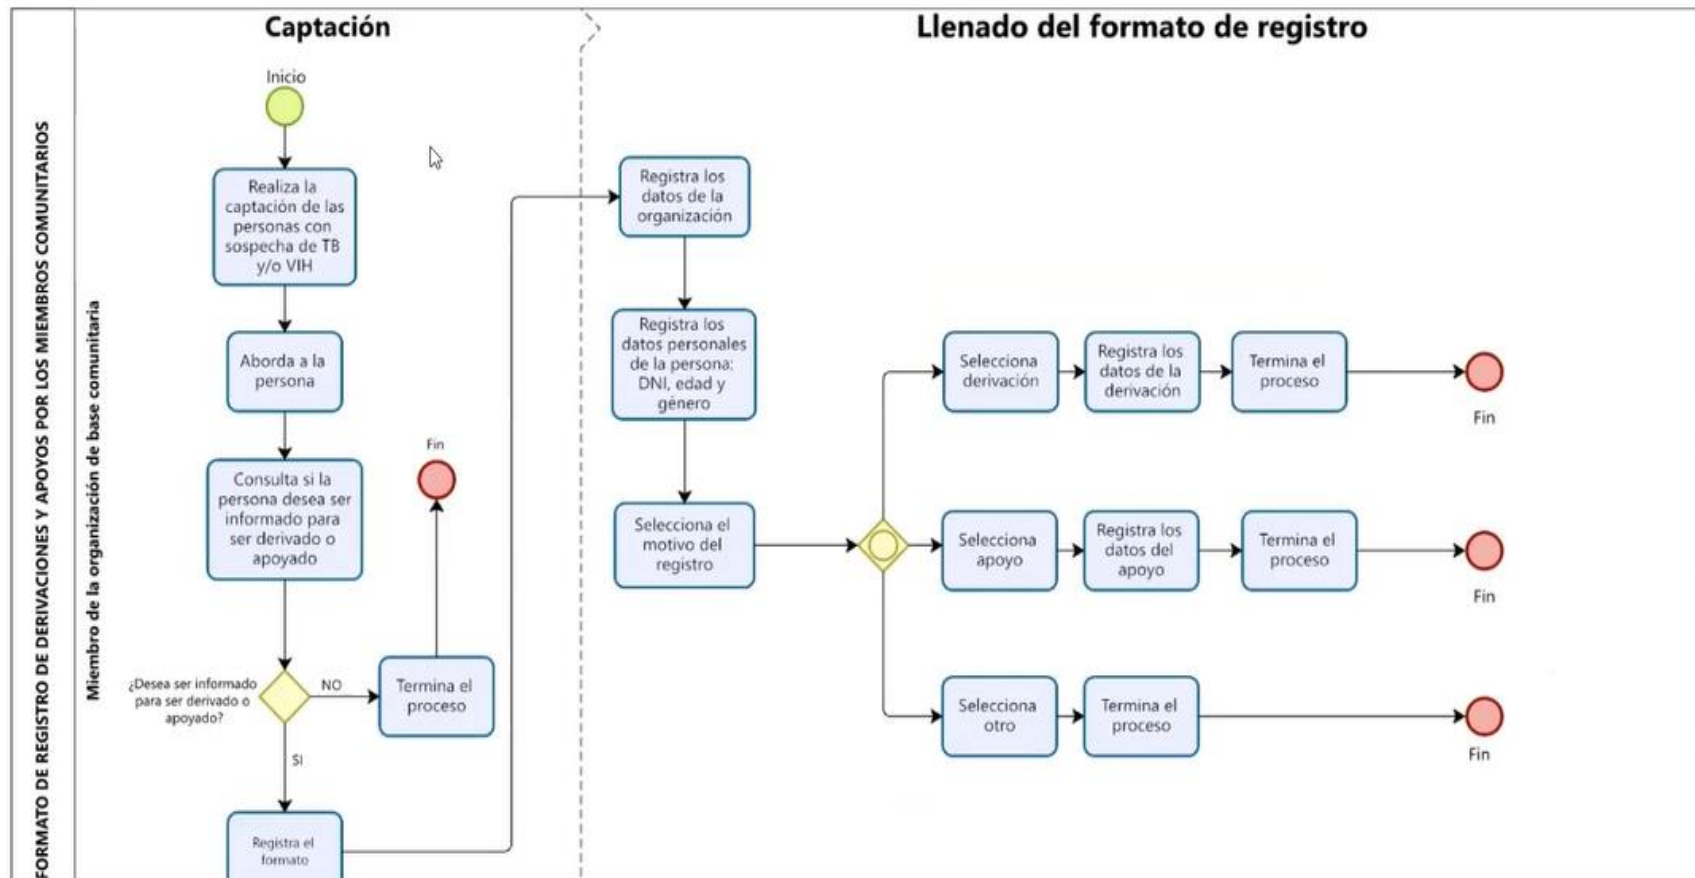 FORMATO DE REGISTRO DE DERIVACIONES Y APOYOS POR LOS MIEMBROS COMUNITARIOS
Miembro de la organización de base comunitaria
Captación
Inicio
Realiza la
captación de las
personas con
sospecha de TB
y/o VIH
Aborda a la
persona
Consulta si la
persona desea ser
informado para
ser derivado o
apoyado
¿Desea ser informado
para ser derivado o
apoyado?
NO
Termina el
proceso
Fin
SI
Registra el
formato
Llenado del formato de registro
Registra los
datos de la
organización
Registra los
datos personales
de la persona:
DNI, edad y
género
Selecciona el
motivo del
registro
Selecciona
derivación
Registra los
datos de la
derivación
Termina el
proceso
Fin
Selecciona
apoyo
Registra los
datos del
apoyo
Termina el
proceso
Fin
Selecciona
otro
Termina el
proceso
Fin